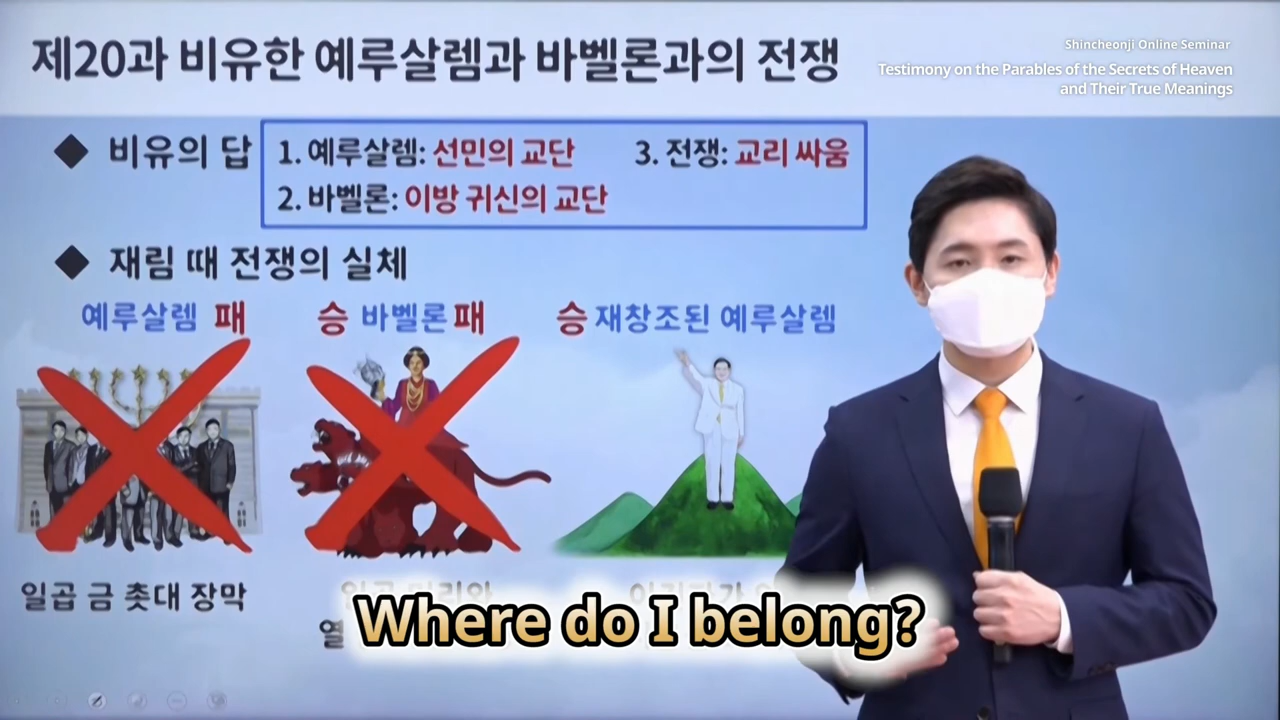 제20과 비유한 예루살렘과 바벨론과의 전쟁
Shincheonji Online Seminar
Testimony on the Parables of the Secrets of Heaven
and Their True Meanings
◆ 비유의 답
1. 예루살렘: 선민의 교단
3. 전쟁: 교리 싸움
2. 바벨론: 이방 귀신의 교단
◆ 재림 때 전쟁의 실체
예루살렘 패
승 바벨론 패
승 재창조된 예루살렘
일곱 금 촛대 장막
열
Where do I belong?